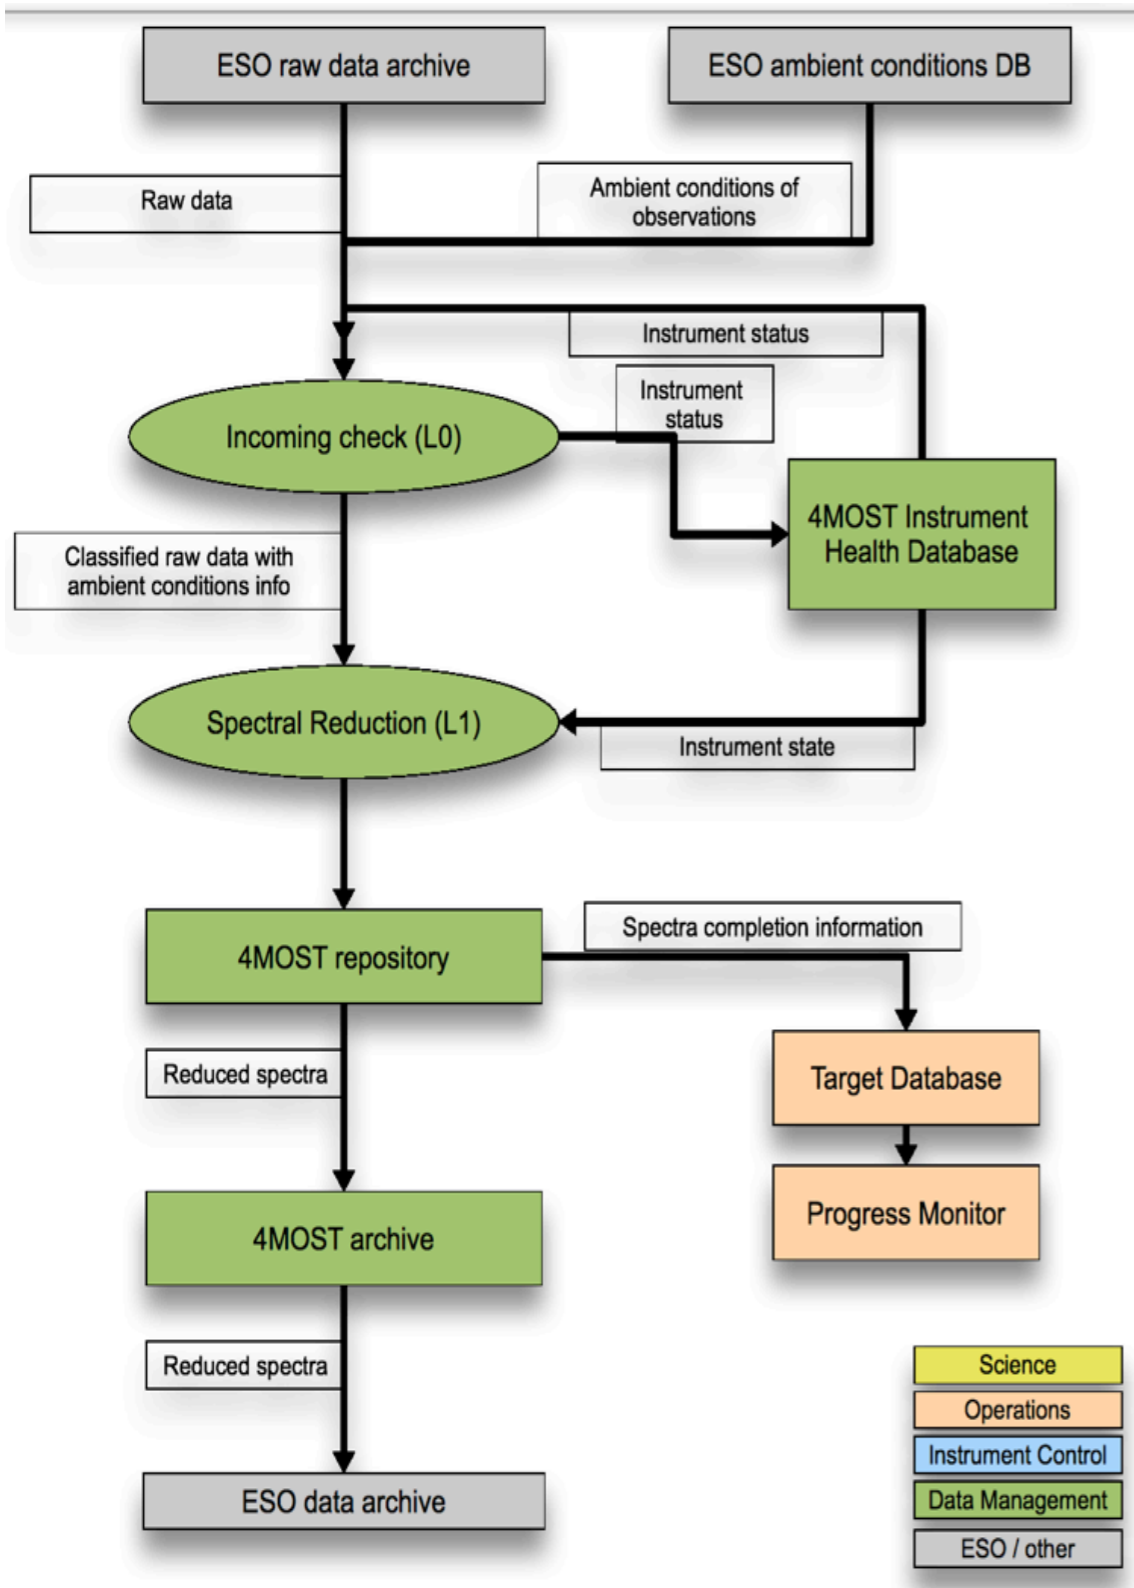 ESO raw data archive
ESO ambient conditions DB
Raw data
Ambient conditions of
observations
Instrument status
Instrument
status
Incoming check (L0)
4MOST Instrument
Health Database
Classified raw data with
ambient conditions info
Spectral Reduction (L1)
Instrument state
Spectra completion information
4MOST repository
Reduced spectra
Target Database
Progress Monitor
4MOST archive
Reduced spectra
ESO data archive
Science
Operations
Instrument Control
Data Management
ESO / other